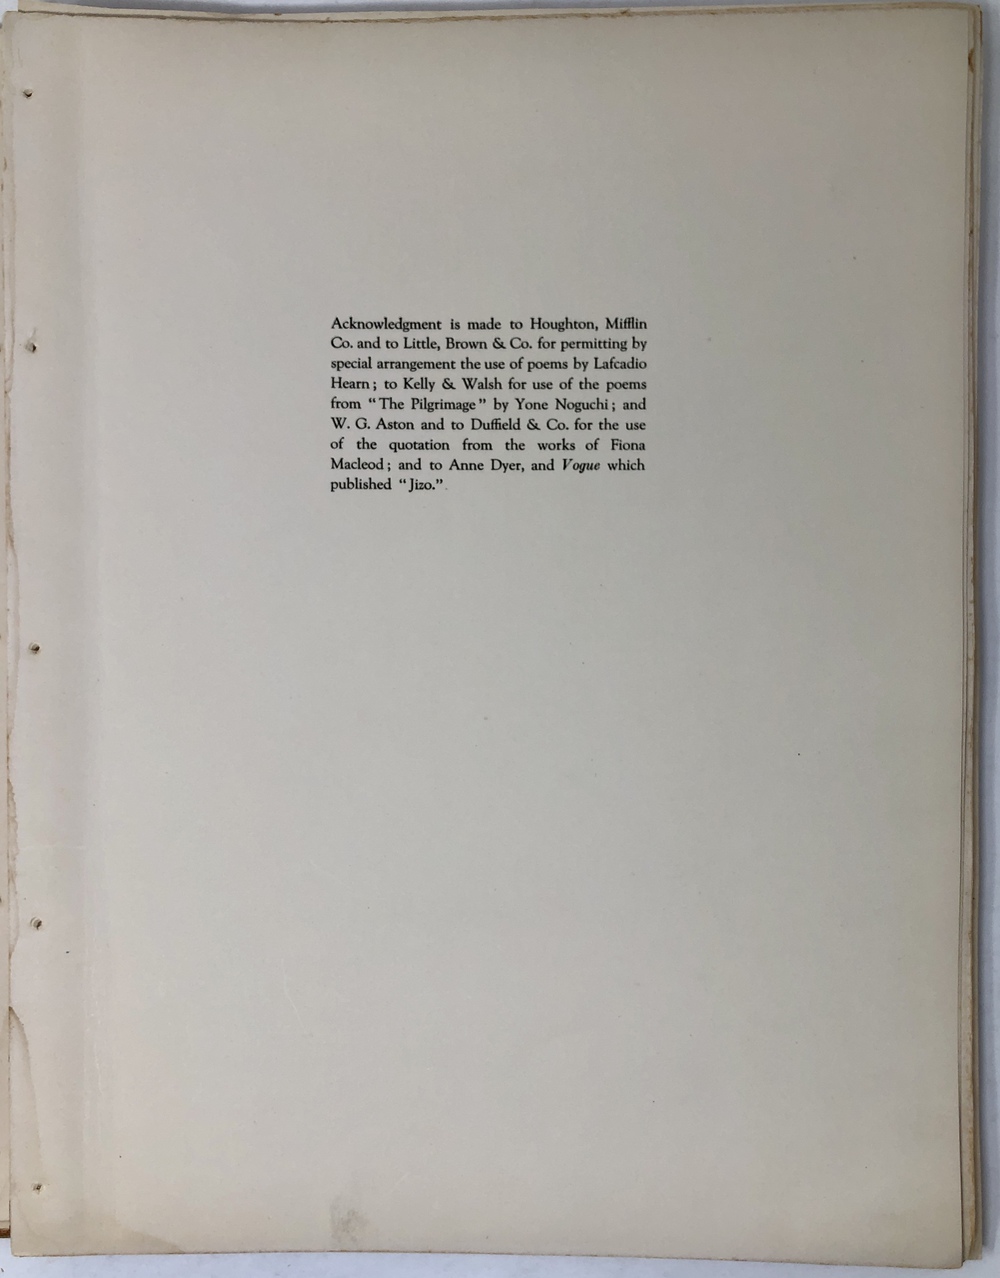 Acknowledgment is made to Houghton, Mifflin
Co. and to Little, Brown & Co. for permitting by
special arrangement the use of poems by Lafcadio
Hearn; to Kelly & Walsh for use of the poems
from "The Pilgrimage" by Yone Noguchi; and
W. G. Aston and to Duffield & Co. for the use
of the quotation from the works of Fiona
Macleod; and to Anne Dyer, and Vogue which
published "Jizo."